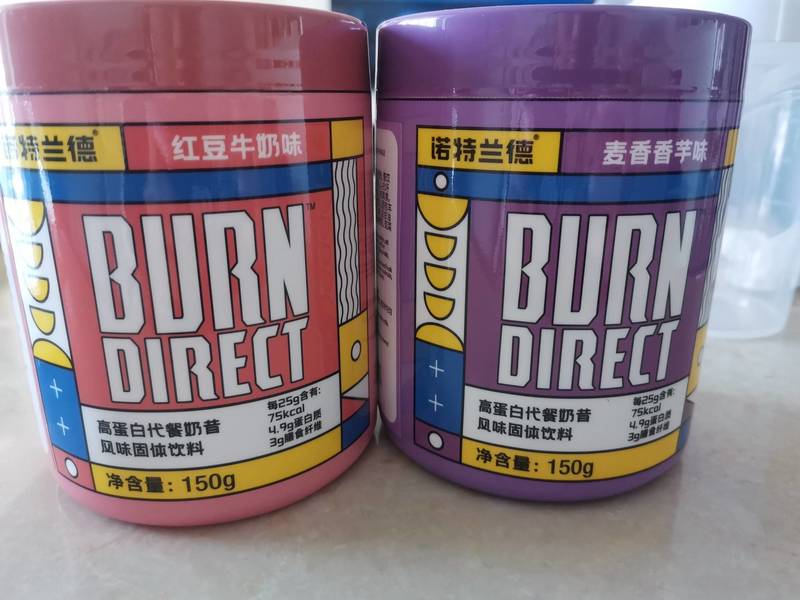 诺特兰德®
红豆牛奶味
BURN™
DIRECT
高蛋白代餐奶昔
风味固体饮料
每25g含有:
75kcal
4.9g蛋白质
3g膳食纤维
净含量：150g
诺特兰德®
麦香香芋味
BURN
DIRECT
高蛋白代餐奶昔
风味固体饮料
每25g含有:
75kcal
4.9g蛋白质
3g膳食纤维
净含量：150g